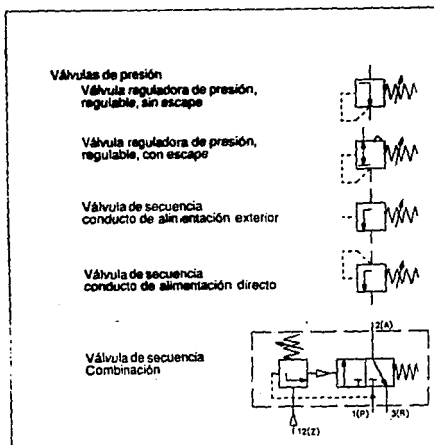 Válvulas de presión
Válvula reguladora de presión,
regulable, sin escape
Válvula reguladora de presión,
regulable, con escape
Válvula de secuencia
conducto de alimentación exterior
Válvula de secuencia
conducto de alimentación directo
2(A)
Válvula de secuencia
Combinación
1(P) 3(R)
12(Z)